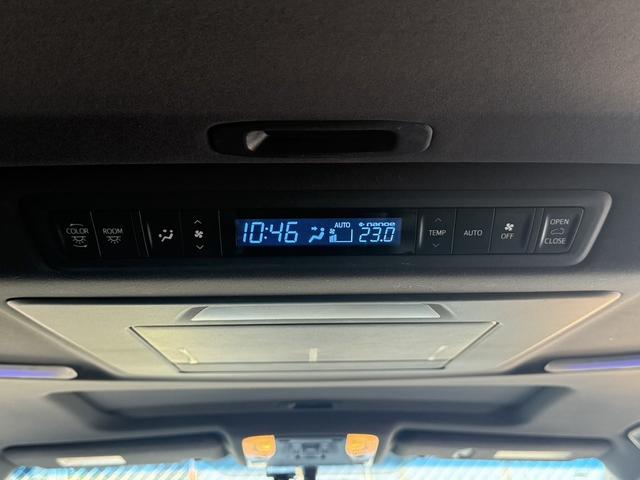 COLOR
ROOM
10:46
AUTO
nanoe
23.0
TEMP
AUTO
OFF
OPEN
CLOSE